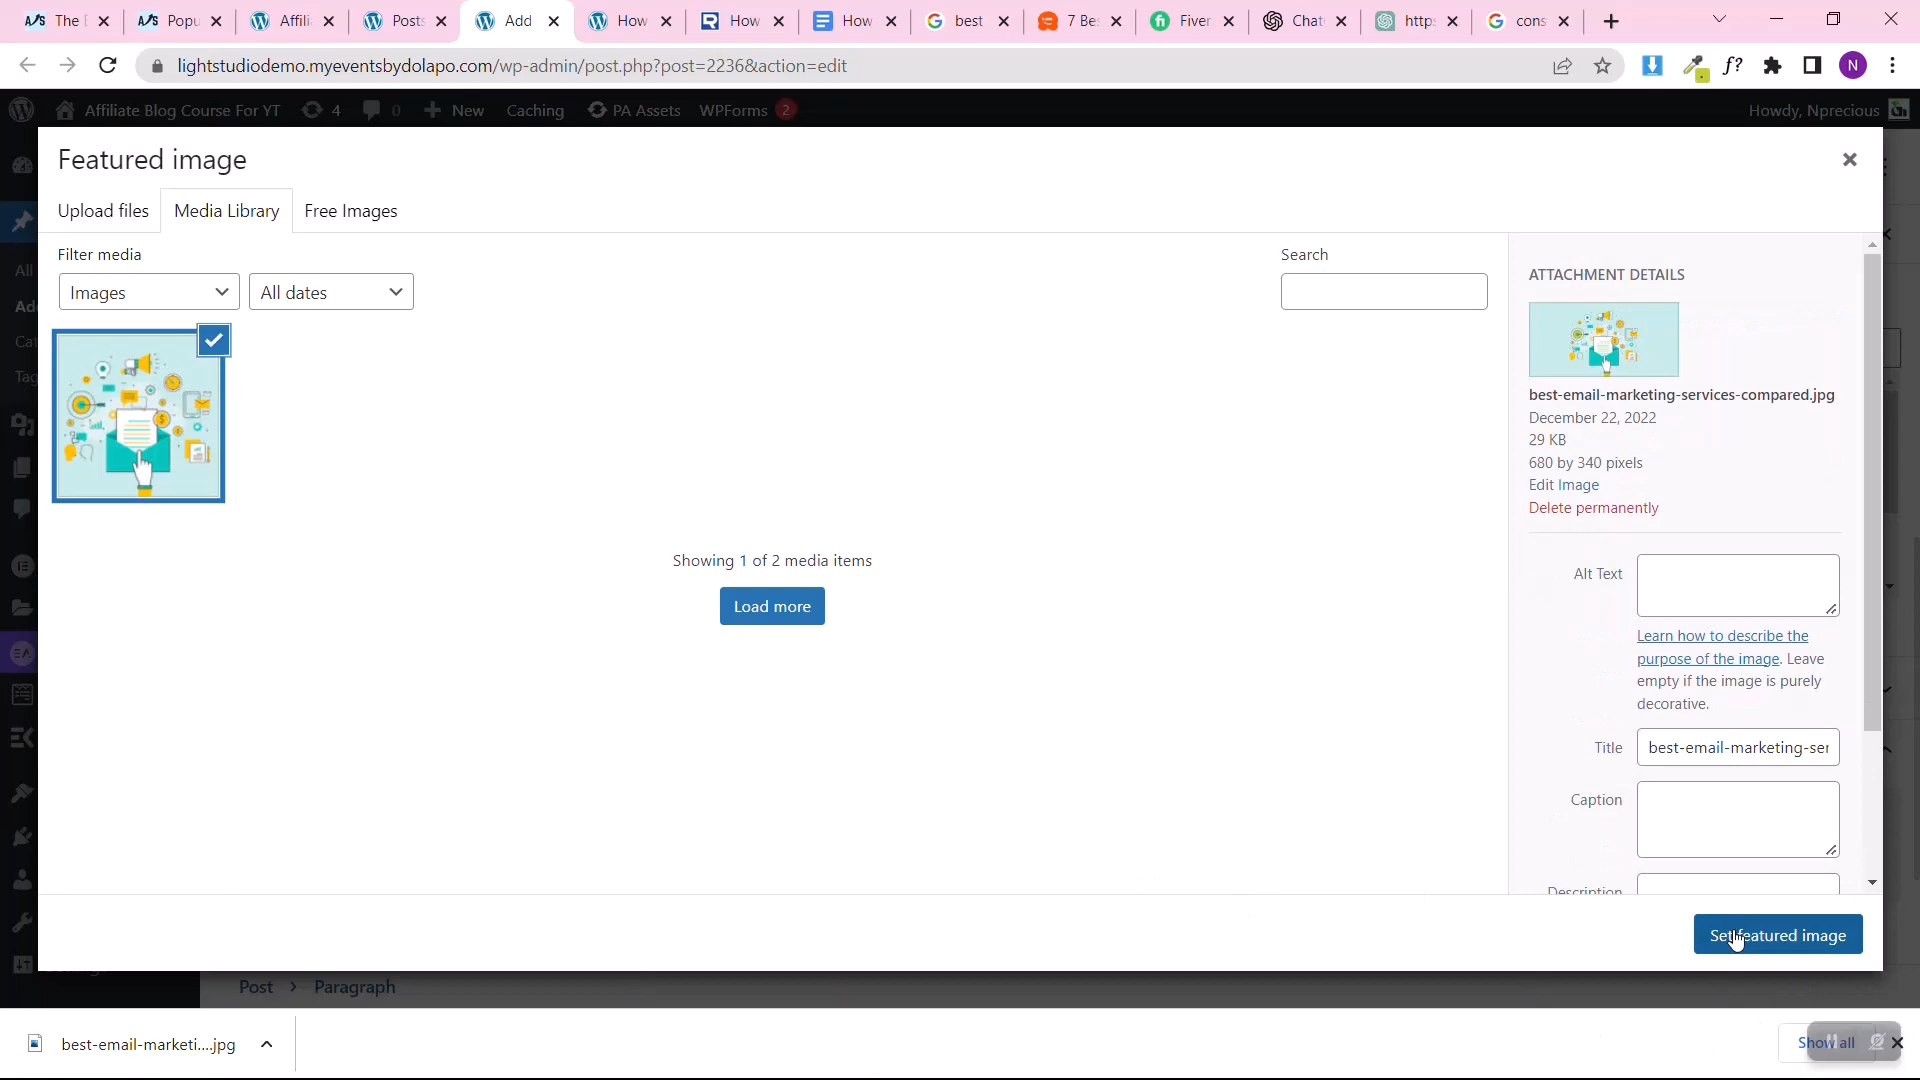 The
Popu
Affili
Posts
Add
How
How
How
best
7 Be
Fiver
Chat
http
cons
lightstudiodemo.myeventsbydolapo.com/wp-admin/post.php?post=2236&action=edit
f?
N
Affiliate Blog Course For YT
4
0
New
Caching
PA Assets
WPForms
2
Howdy, Nprecious
Featured image
Upload files
Media Library
Free Images
Filter media
Search
Images
All dates
ATTACHMENT DETAILS
best-email-marketing-services-compared.jpg
December 22, 2022
29 KB
680 by 340 pixels
Edit Image
Delete permanently
Showing 1 of 2 media items
Load more
Alt Text
Learn how to describe the
purpose of the image. Leave
empty if the image is purely
decorative.
Title
best-email-marketing-ser
Caption
Description
Set featured image
All
Add
Cat
Tag
Post > Paragraph
best-email-marketi....jpg
Show all